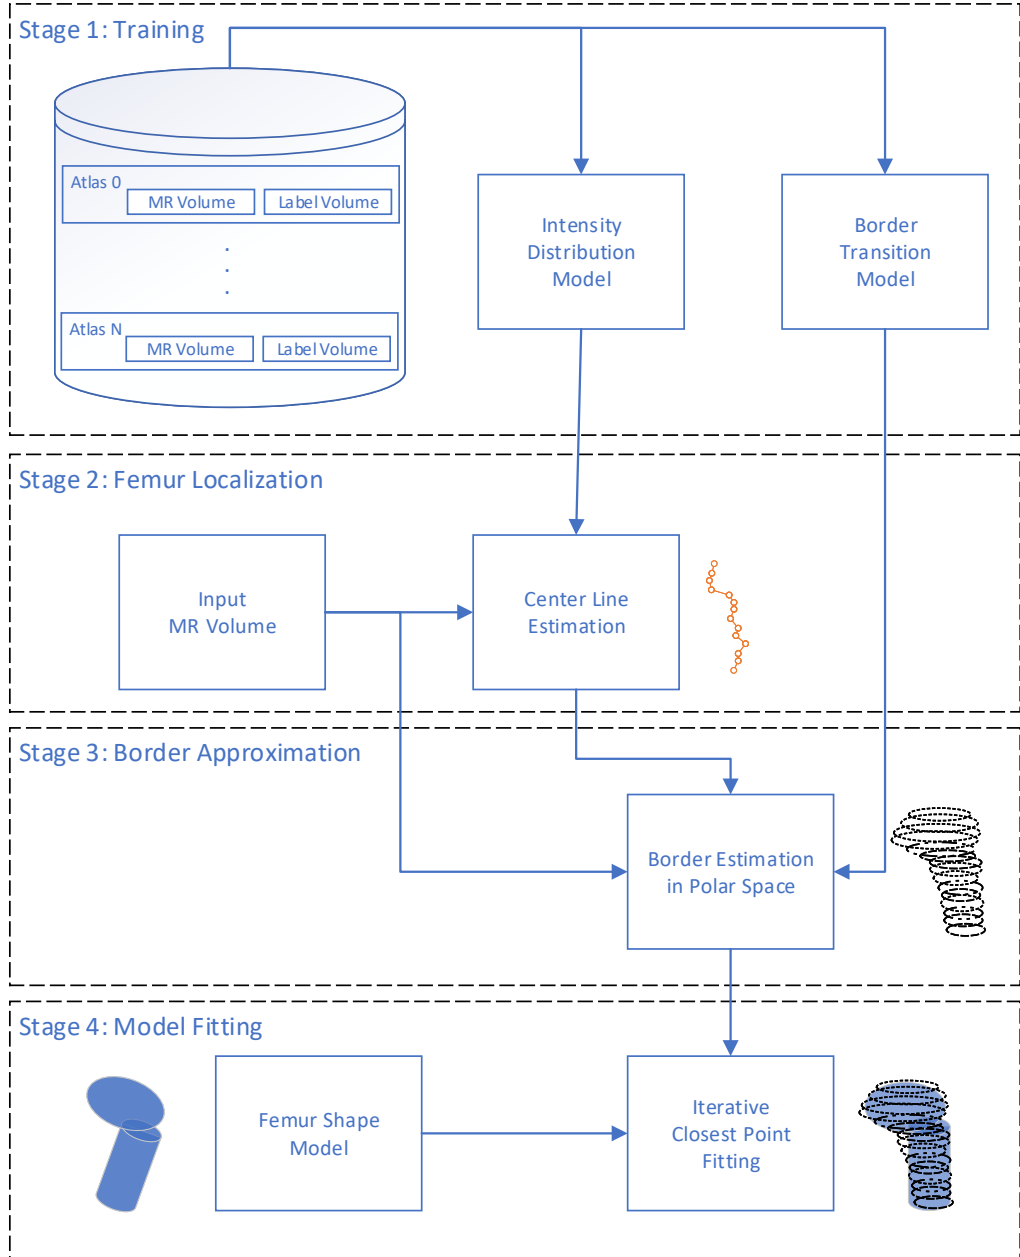 Stage 1: Training
Atlas 0
MR Volume
Label Volume
.
.
.
Atlas N
MR Volume
Label Volume
Intensity
Distribution
Model
Border
Transition
Model
Stage 2: Femur Localization
Input
MR Volume
Center Line
Estimation
Stage 3: Border Approximation
Border Estimation
in Polar Space
Stage 4: Model Fitting
Femur Shape
Model
Iterative
Closest Point
Fitting